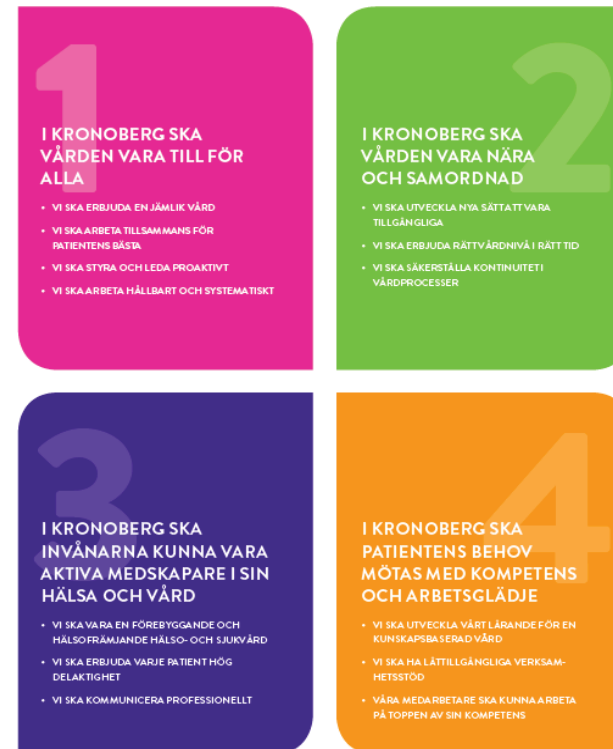 1
I KRONOBERG SKA
VÅRDEN VARA TILL FÖR
ALLA
• VI SKA ERBJUDA EN JÄMLIK VÅRD
• VI SKA ARBETA TILLSAMMANS FÖR
PATIENTENS BÄSTA
• VI SKA STYRA OCH LEDA PROAKTIVT
• VI SKA ARBETA HÅLLBART OCH SYSTEMATISKT
2
I KRONOBERG SKA
VÅRDEN VARA NÄRA
OCH SAMORDNAD
• VI SKA UTVECKLA NYA SÄTT ATT VARA
TILLGÄNGLIGA
• VI SKA ERBJUDA RÄTT VÅRDNIVÅ I RÄTT TID
• VI SKA SÄKERSTÄLLA KONTINUITET I
VÅRDPROCESSER
3
I KRONOBERG SKA
INVÅNARNA KUNNA VARA
AKTIVA MEDSKAPARE I SIN
HÄLSA OCH VÅRD
• VI SKA VARA EN FÖREBYGGANDE OCH
HÄLSOFRÄMJANDE HÄLSO- OCH SJUKVÅRD
• VI SKA ERBJUDA VARJE PATIENT HÖG
DELAKTIGHET
• VI SKA KOMMUNICERA PROFESSIONELLT
4
I KRONOBERG SKA
PATIENTENS BEHOV
MÖTAS MED KOMPETENS
OCH ARBETSGLÄDJE
• VI SKA UTVECKLA VÅRT LÄRANDE FÖR EN
KUNSKAPSBASERAD VÅRD
• VI SKA HA LÄTTILLGÄNGLIGA VERKSAM-
HETSSTÖD
• VÅRA MEDARBETARE SKA KUNNA ARBETA
PÅ TOPPEN AV SIN KOMPETENS